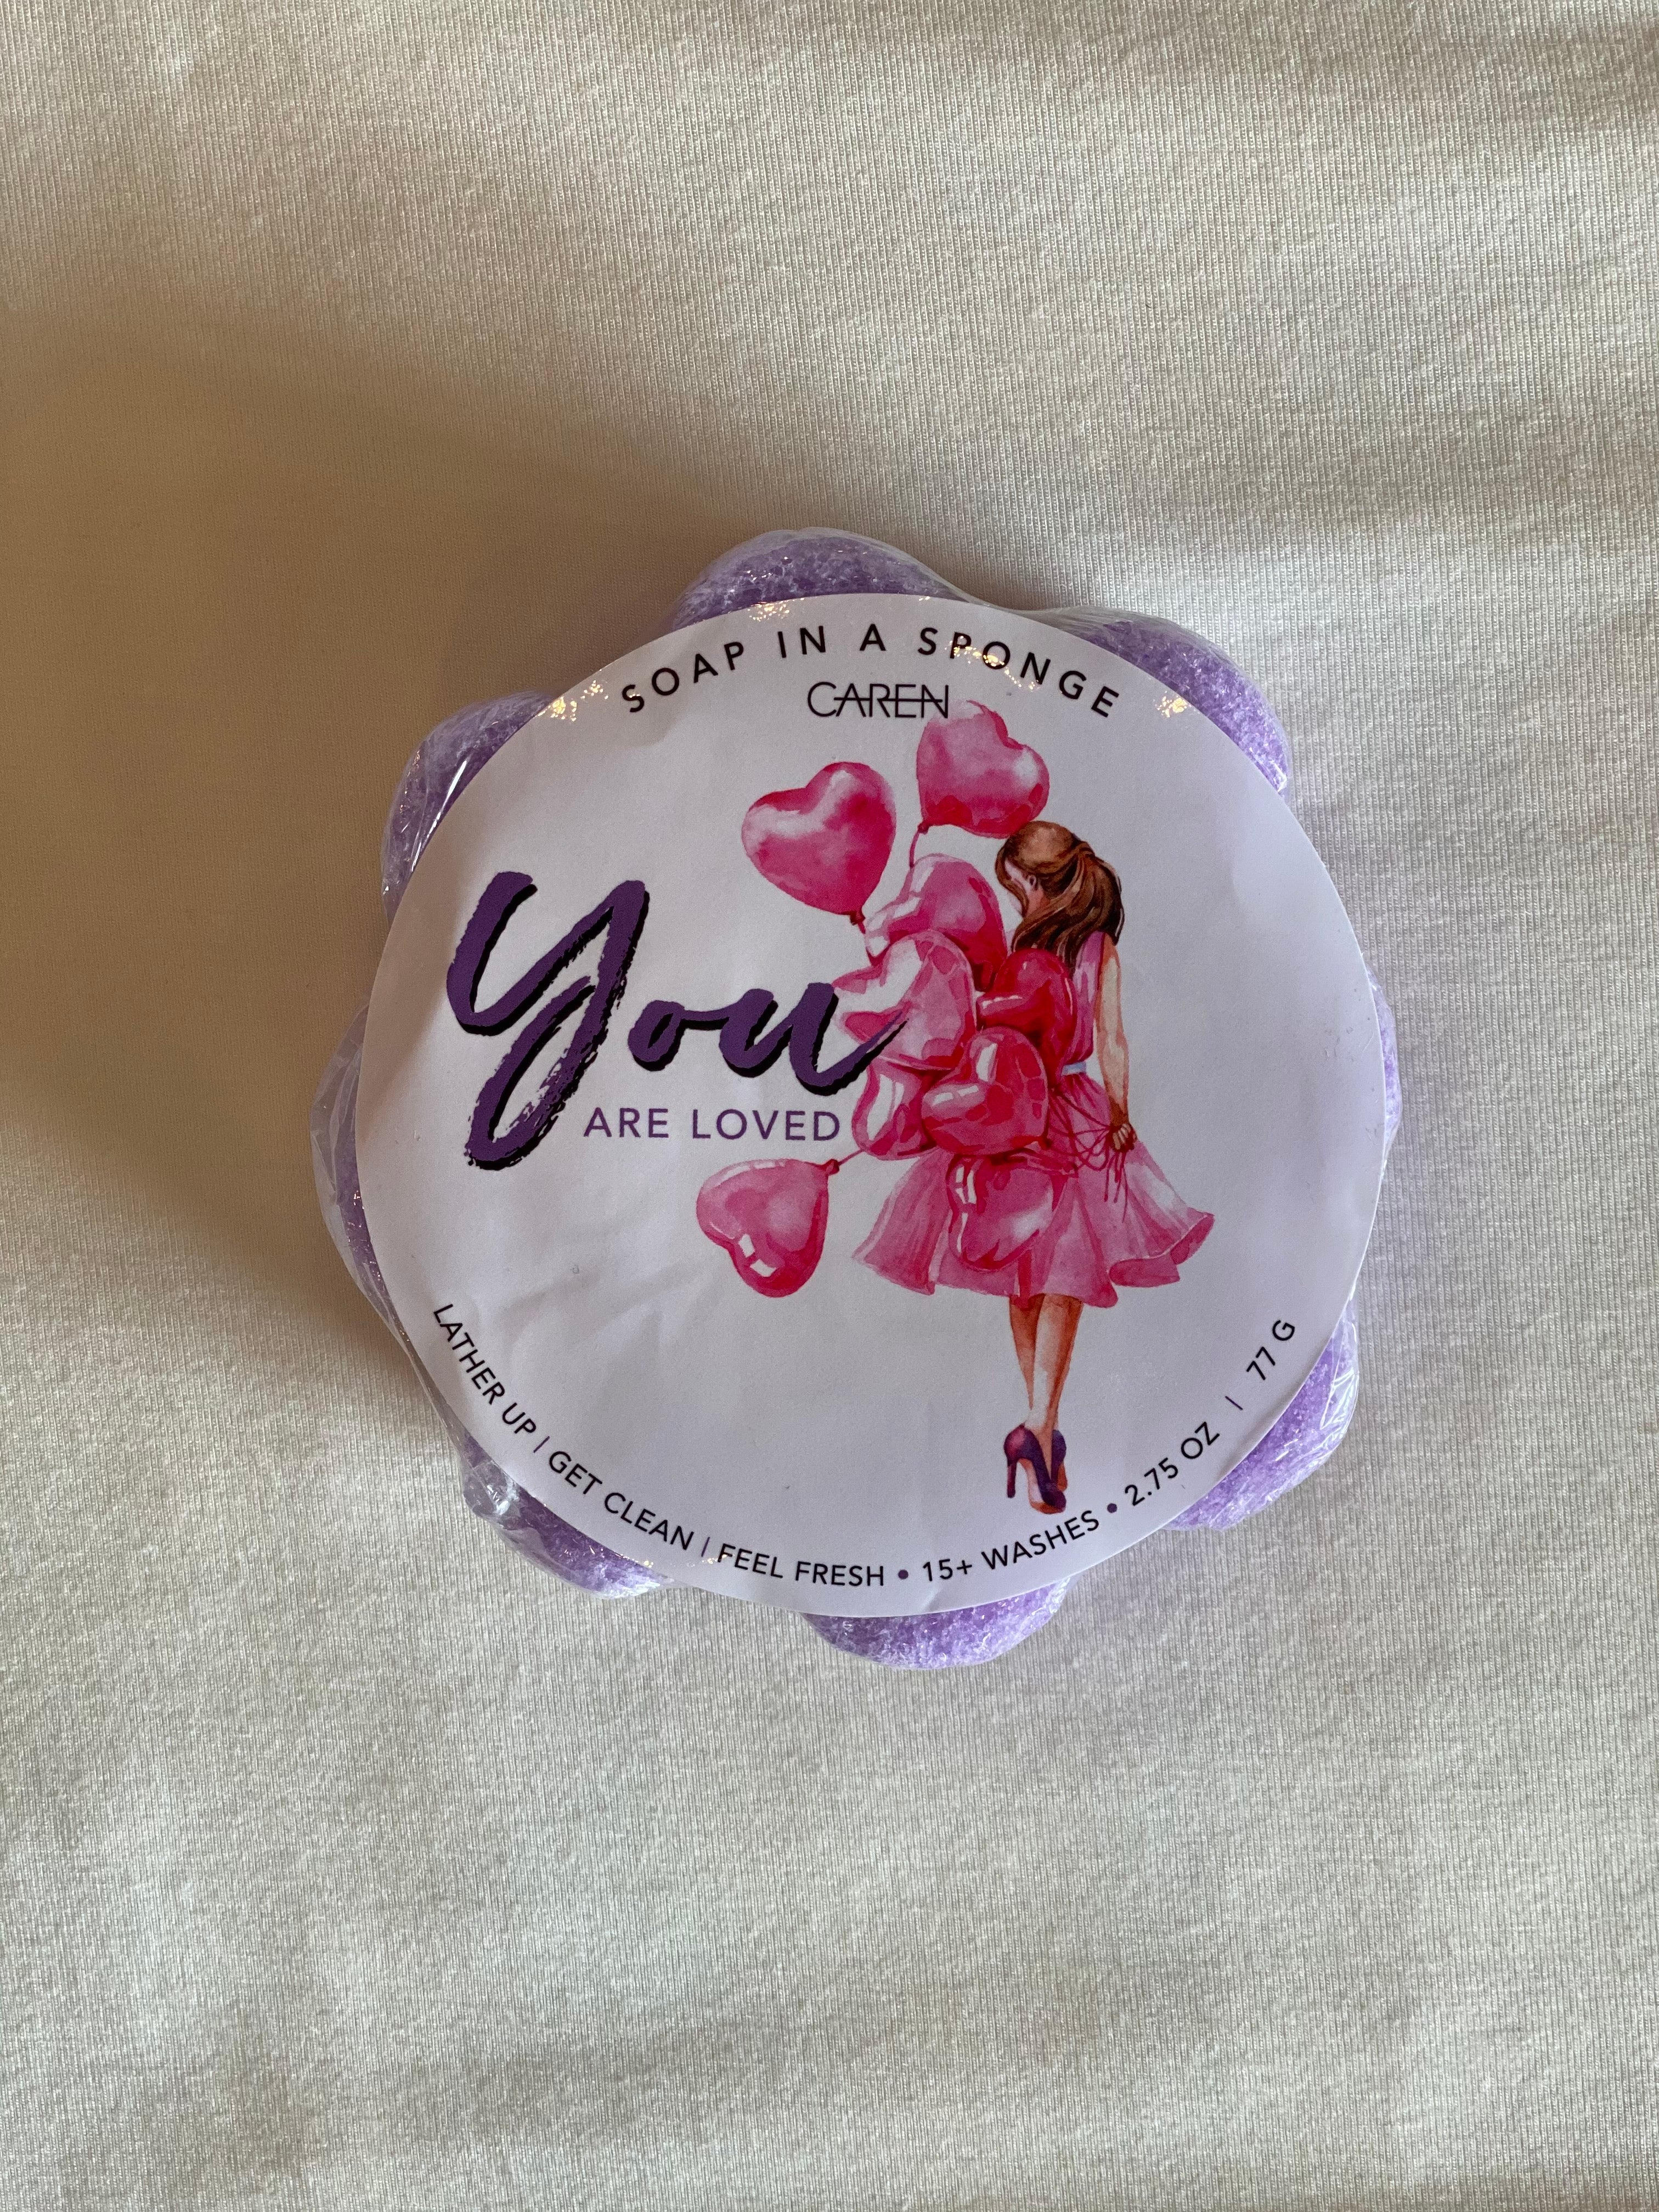 SOAP IN A SPONGE
CAREN
You
ARE LOVED
LATHER UP | GET CLEAN | FEEL FRESH • 15+ WASHES • 2.75 OZ | 77 G